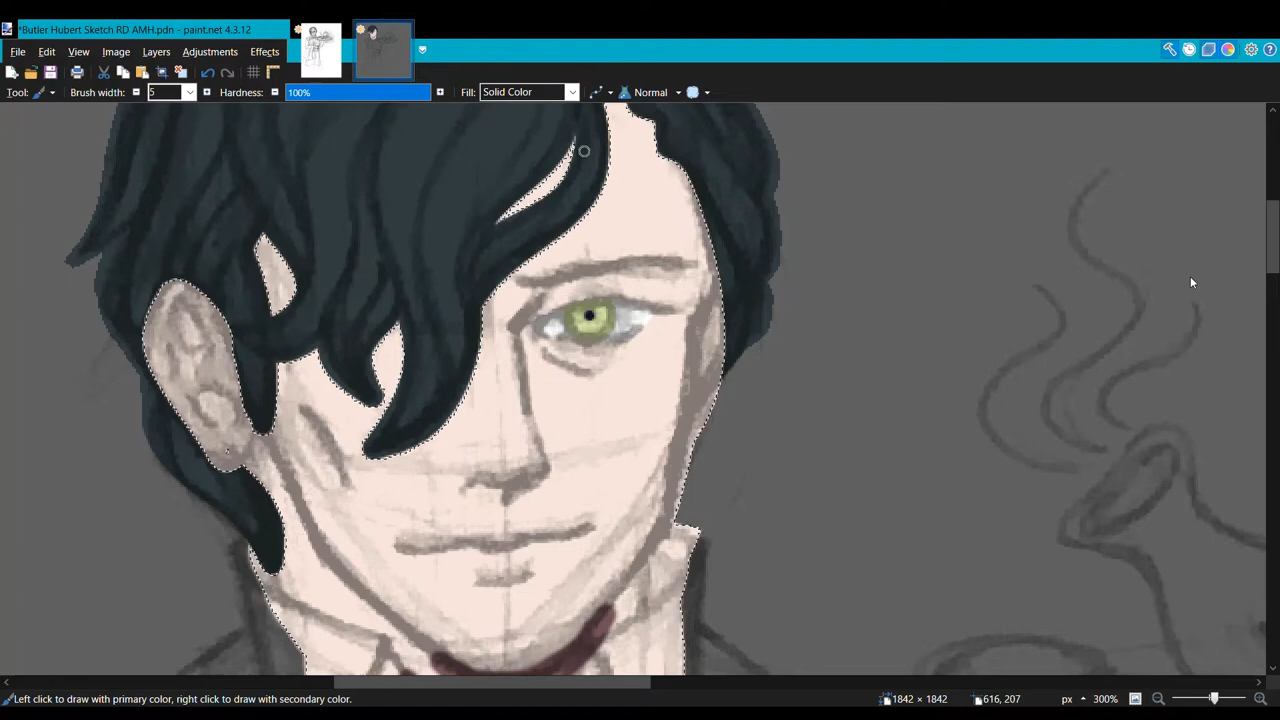 *Butler Hubert Sketch RD AMH.pdn - paint.net 4.3.12
File Edit View Image Layers Adjustments Effects
Tool: Brush width: 5 Hardness: 100% Fill: Solid Color Normal
Left click to draw with primary color, right click to draw with secondary color. 1842 × 1842 616, 207 px 300%